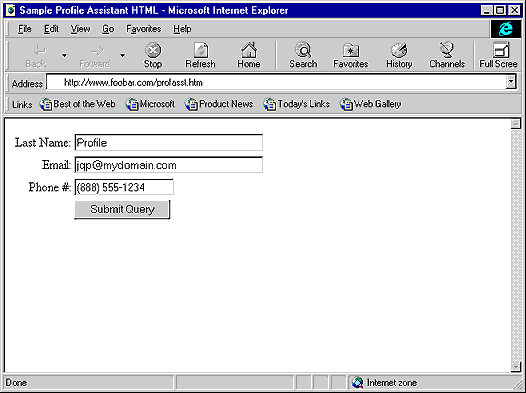 Sample Profile Assistant HTML - Microsoft Internet Explorer
File Edit View Go Favorites Help
Back Forward Stop Refresh Home Search Favorites History Channels Full Scree
Address http://www.foobar.com/profasst.htm
Links Best of the Web Microsoft Product News Today's Links Web Gallery
Last Name: Profile
Email: jqp@mydomain.com
Phone #: (888) 555-1234
Submit Query
Done Internet zone